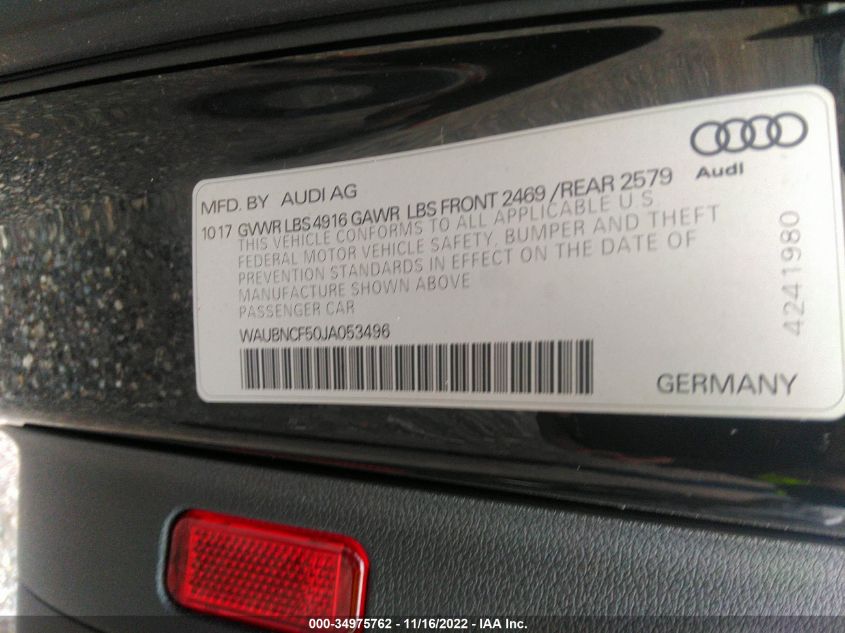 MFD. BY AUDI AG
Audi
1017 GVWR LBS 4916 GAWR LBS FRONT 2469 /REAR 2579
THIS VEHICLE CONFORMS TO ALL APPLICABLE U.S.
FEDERAL MOTOR VEHICLE SAFETY, BUMPER AND THEFT
PREVENTION STANDARDS IN EFFECT ON THE DATE OF
MANUFACTURE SHOWN ABOVE
PASSENGER CAR
WAUBNCF50JA053496
4241980
GERMANY
000-34975762 - 11/16/2022 - IAA Inc.